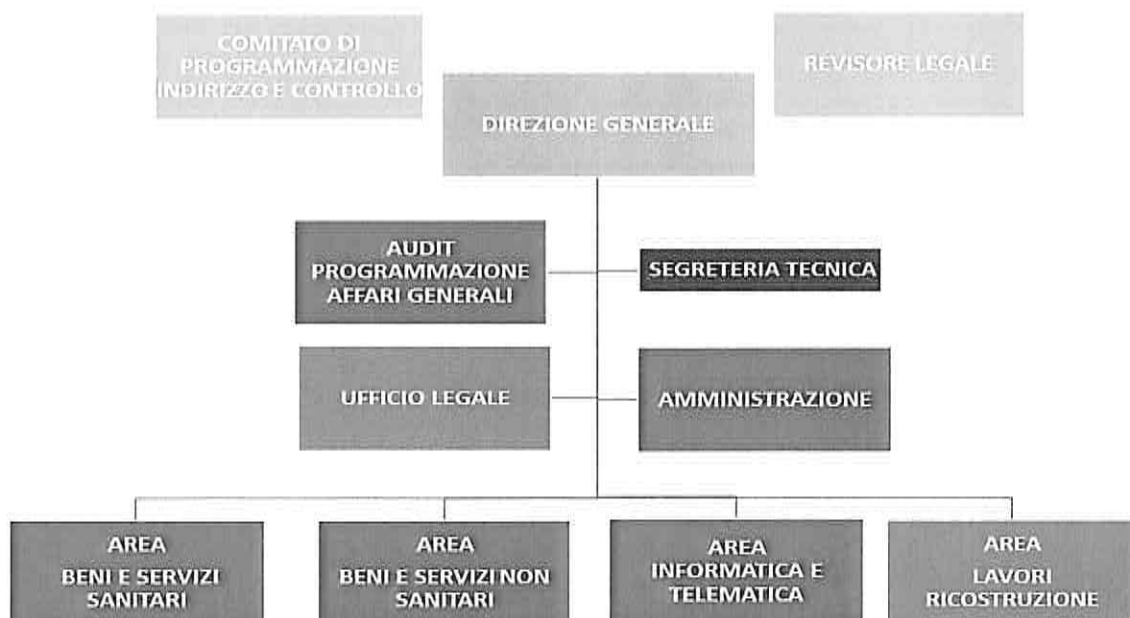 COMITATO DI
PROGRAMMAZIONE
INDIRIZZO E CONTROLLO
REVISORE LEGALE
DIREZIONE GENERALE
AUDIT
PROGRAMMAZIONE
AFFARI GENERALI
SEGRETERIA TECNICA
UFFICIO LEGALE
AMMINISTRAZIONE
AREA
BENI E SERVIZI
SANITARI
AREA
BENI E SERVIZI NON
SANITARI
AREA
INFORMATICA E
TELEMATICA
AREA
LAVORI
RICOSTRUZIONE